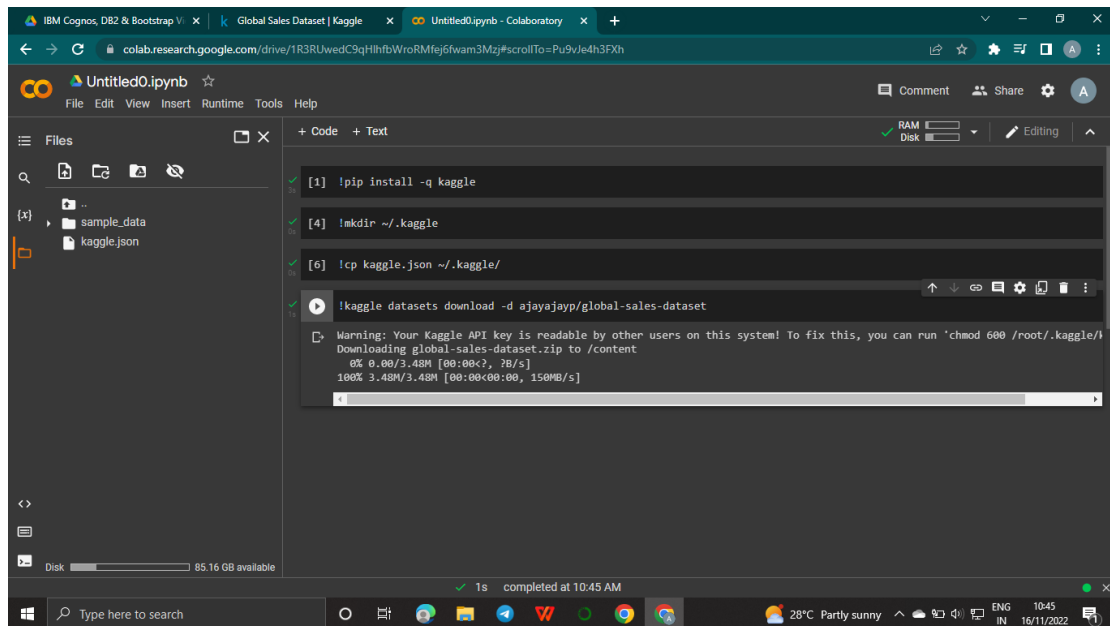 IBM Cognos, DB2 & Bootstrap Vi
Global Sales Dataset | Kaggle
Untitled0.ipynb - Colaboratory
colab.research.google.com/drive/1R3RUwedC9qHlhfbWroRMfej6fwam3Mzj#scrollTo=Pu9vJe4h3FXh
A
Untitled0.ipynb
File Edit View Insert Runtime Tools Help
Comment
Share
A
Files
+ Code + Text
RAM
Disk
Editing
{x}
..
sample_data
kaggle.json
[1] !pip install -q kaggle
3s
[4] !mkdir ~/.kaggle
0s
[6] !cp kaggle.json ~/.kaggle/
0s
!kaggle datasets download -d ajayajayp/global-sales-dataset
1s
Warning: Your Kaggle API key is readable by other users on this system! To fix this, you can run 'chmod 600 /root/.kaggle/k
Downloading global-sales-dataset.zip to /content
0% 0.00/3.48M [00:00<?, ?B/s]
100% 3.48M/3.48M [00:00<00:00, 150MB/s]
Disk 85.16 GB available
1s completed at 10:45 AM
Type here to search
28°C Partly sunny
ENG
IN
10:45
16/11/2022